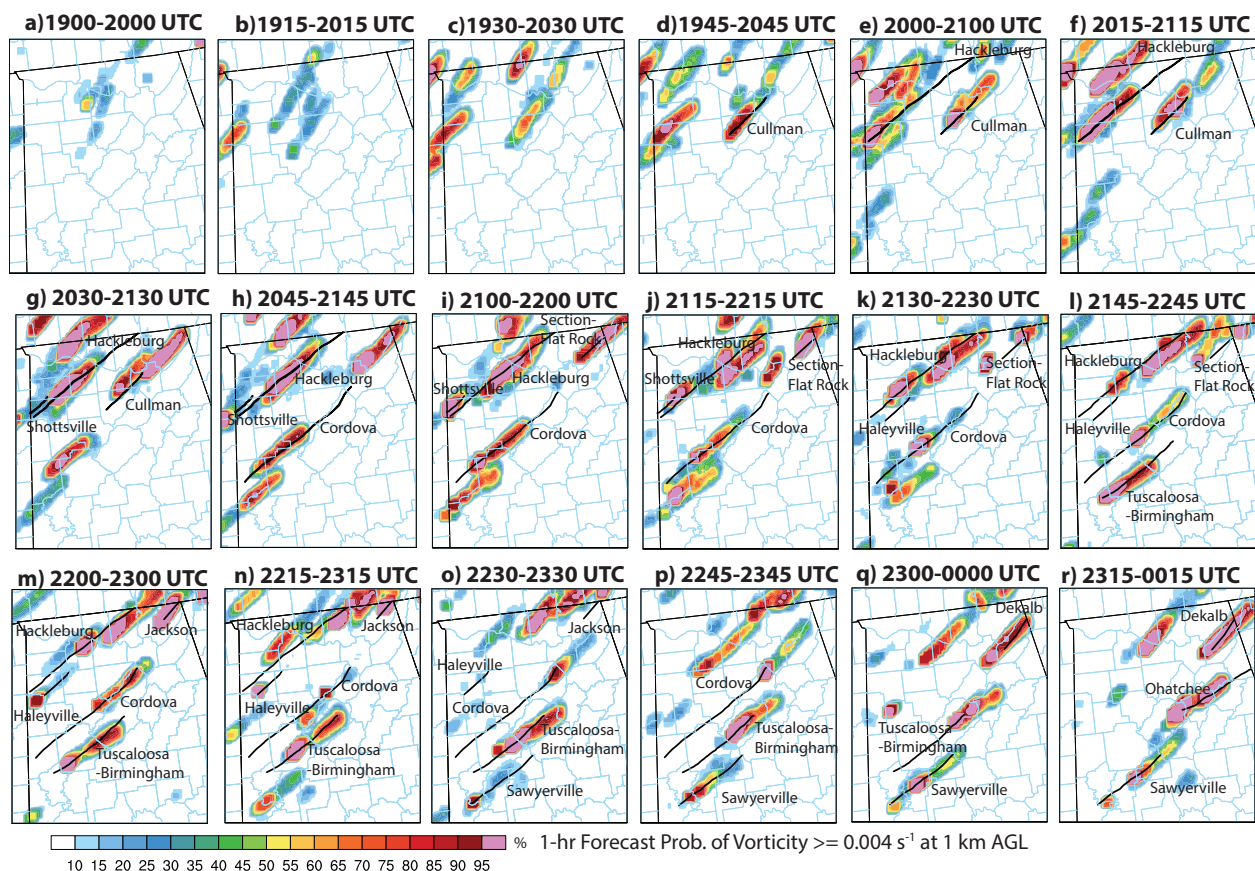 a)1900-2000 UTC
b) 1915-2015 UTC
c) 1930-2030 UTC
d) 1945-2045 UTC
e) 2000-2100 UTC
f) 2015-2115 UTC
Cullman
Hackleburg
Cullman
Hackleburg
Cullman
g) 2030-2130 UTC
h) 2045-2145 UTC
i) 2100-2200 UTC
j) 2115-2215 UTC
k) 2130-2230 UTC
l) 2145-2245 UTC
Hackleburg
Cullman
Shottsville
Hackleburg
Shottsville
Cordova
Section-
Flat Rock
Hackleburg
Shottsville
Cordova
Hackleburg
Shottsville
Section-
Flat Rock
Cordova
Hackleburg
Section-
Flat Rock
Haleyville
Cordova
Hackleburg
Section-
Flat Rock
Haleyville
Cordova
Tuscaloosa
-Birmingham
m) 2200-2300 UTC
n) 2215-2315 UTC
o) 2230-2330 UTC
p) 2245-2345 UTC
q) 2300-0000 UTC
r) 2315-0015 UTC
Hackleburg
Jackson
Haleyville
Cordova
Tuscaloosa
-Birmingham
Hackleburg
Jackson
Haleyville
Cordova
Tuscaloosa
-Birmingham
Jackson
Haleyville
Cordova
Tuscaloosa-
Birmingham
Sawyerville
Cordova
Tuscaloosa-
Birmingham
Sawyerville
Dekalb
Tuscaloosa
-Birmingham
Sawyerville
Dekalb
Ohatchee
Sawyerville
% 1-hr Forecast Prob. of Vorticity >= 0.004 s⁻¹ at 1 km AGL
10 15 20 25 30 35 40 45 50 55 60 65 70 75 80 85 90 95